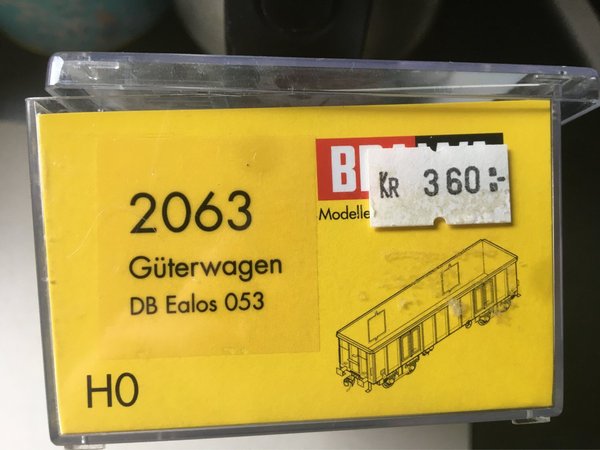 2063
Güterwagen
DB Ealos 053
H0
KR 360:-
Modelle